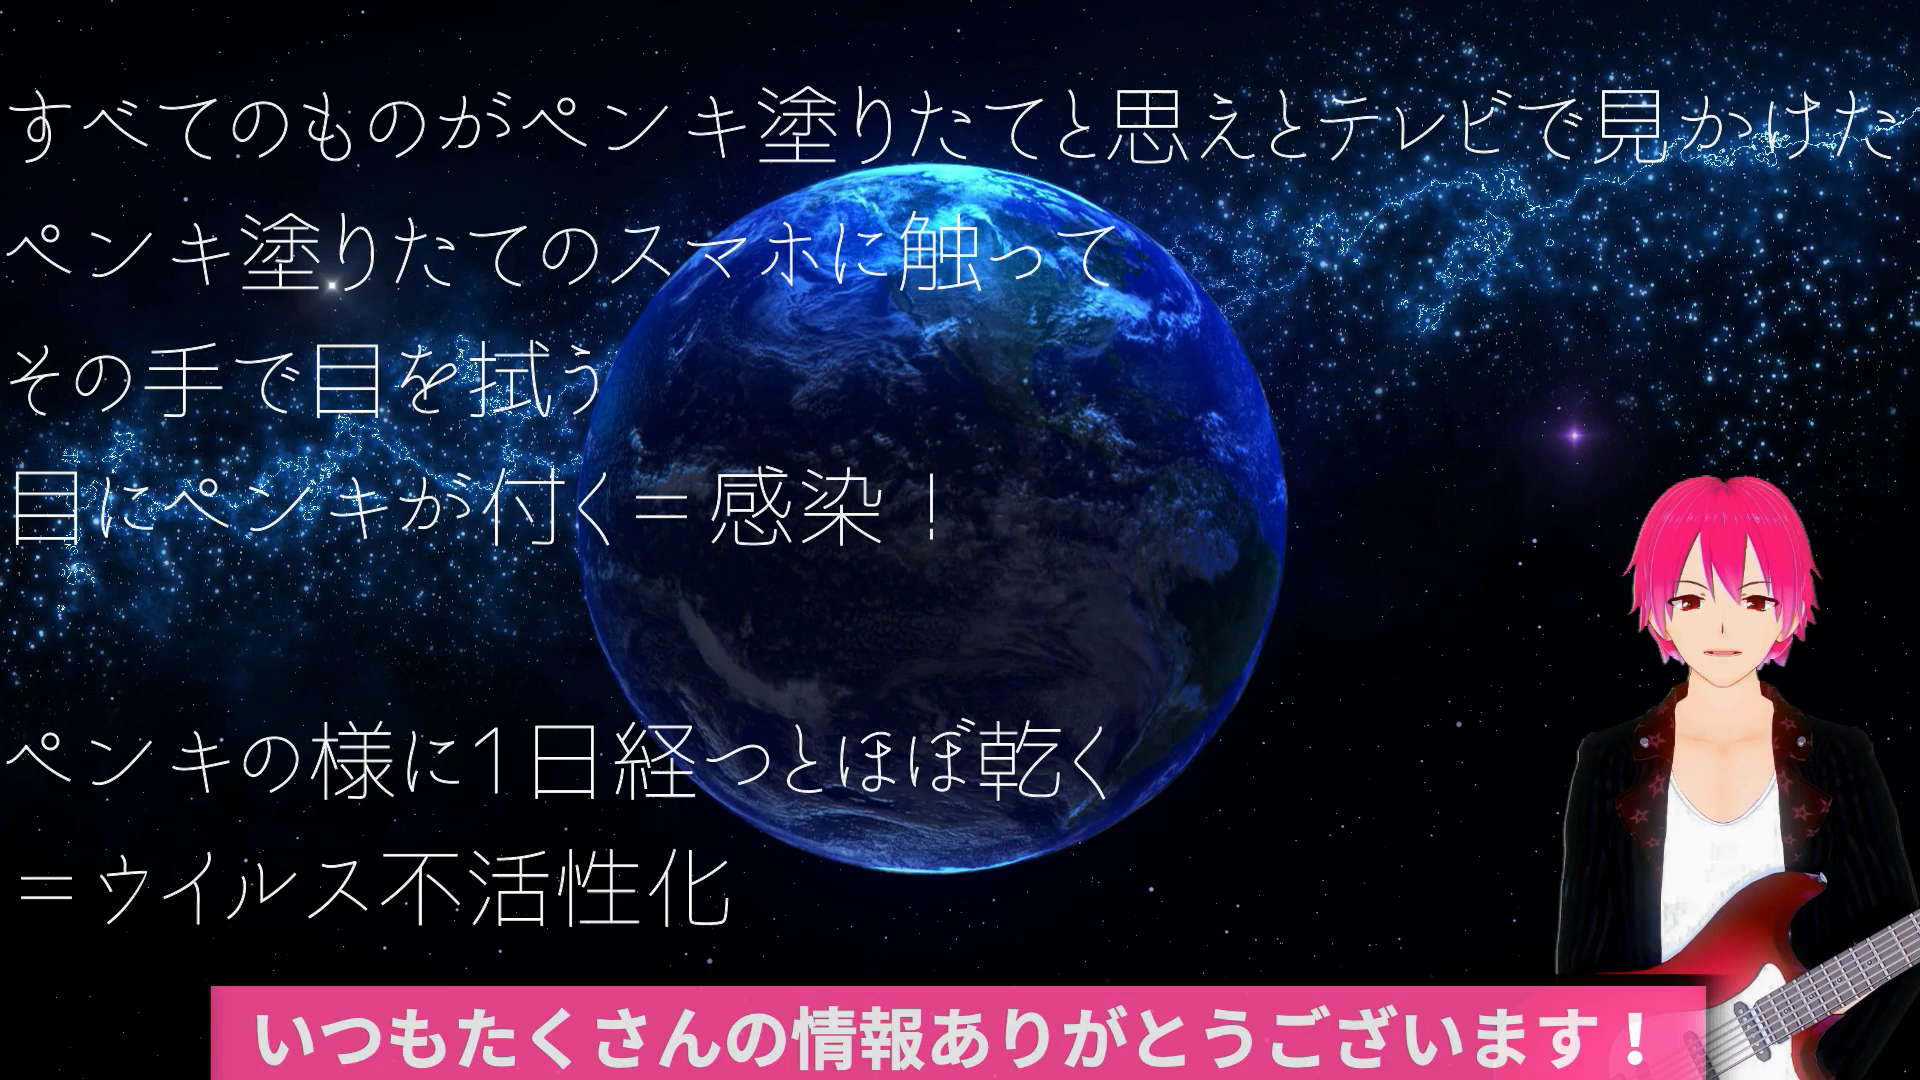 すべてのものがペンキ塗りたてと思えとテレビで見かけた
ペンキ塗りたてのスマホに触って
その手で目を拭う
目にペンキが付く＝感染！
ペンキの様に1日経つとほぼ乾く
＝ウイルス不活性化
いつもたくさんの情報ありがとうございます！